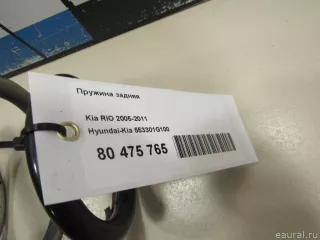 Пружина задняя
Kia RIO 2005-2011
Hyundai-Kia 553301G100
80 475 765
eaural.ru